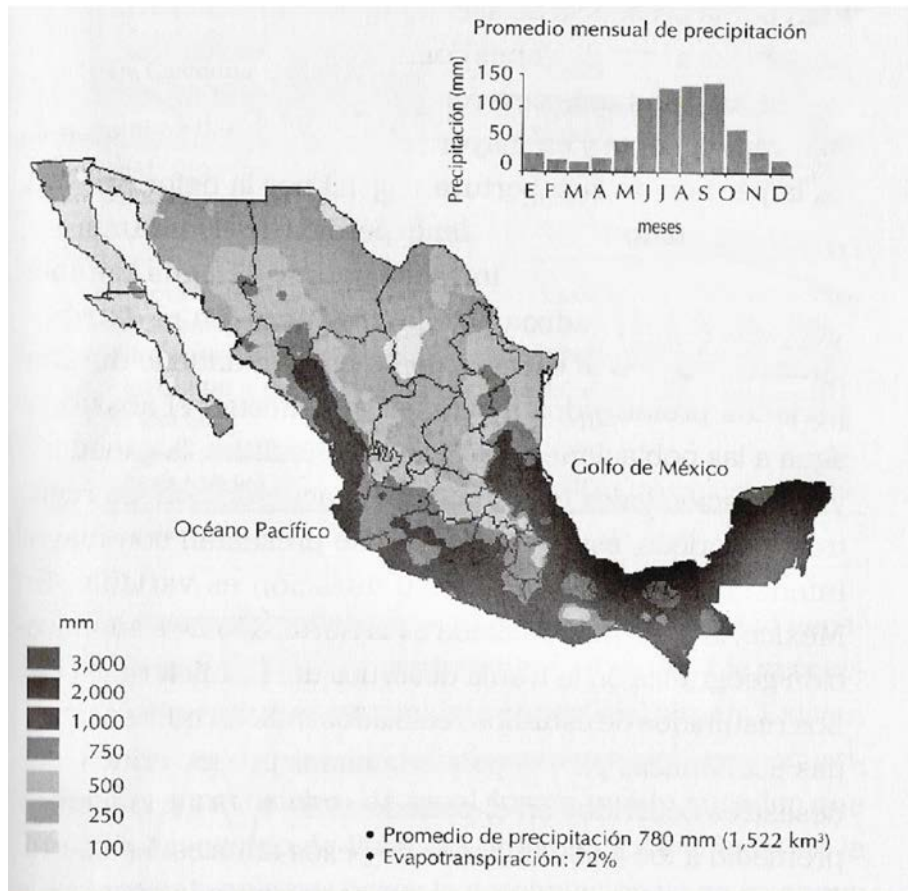 Promedio mensual de precipitación
Precipitación (mm)
150
100
50
0
E F M A M J J A S O N D
meses
Golfo de México
Océano Pacífico
mm
3,000
2,000
1,000
750
500
250
100
• Promedio de precipitación 780 mm (1,522 km³)
• Evapotranspiración: 72%